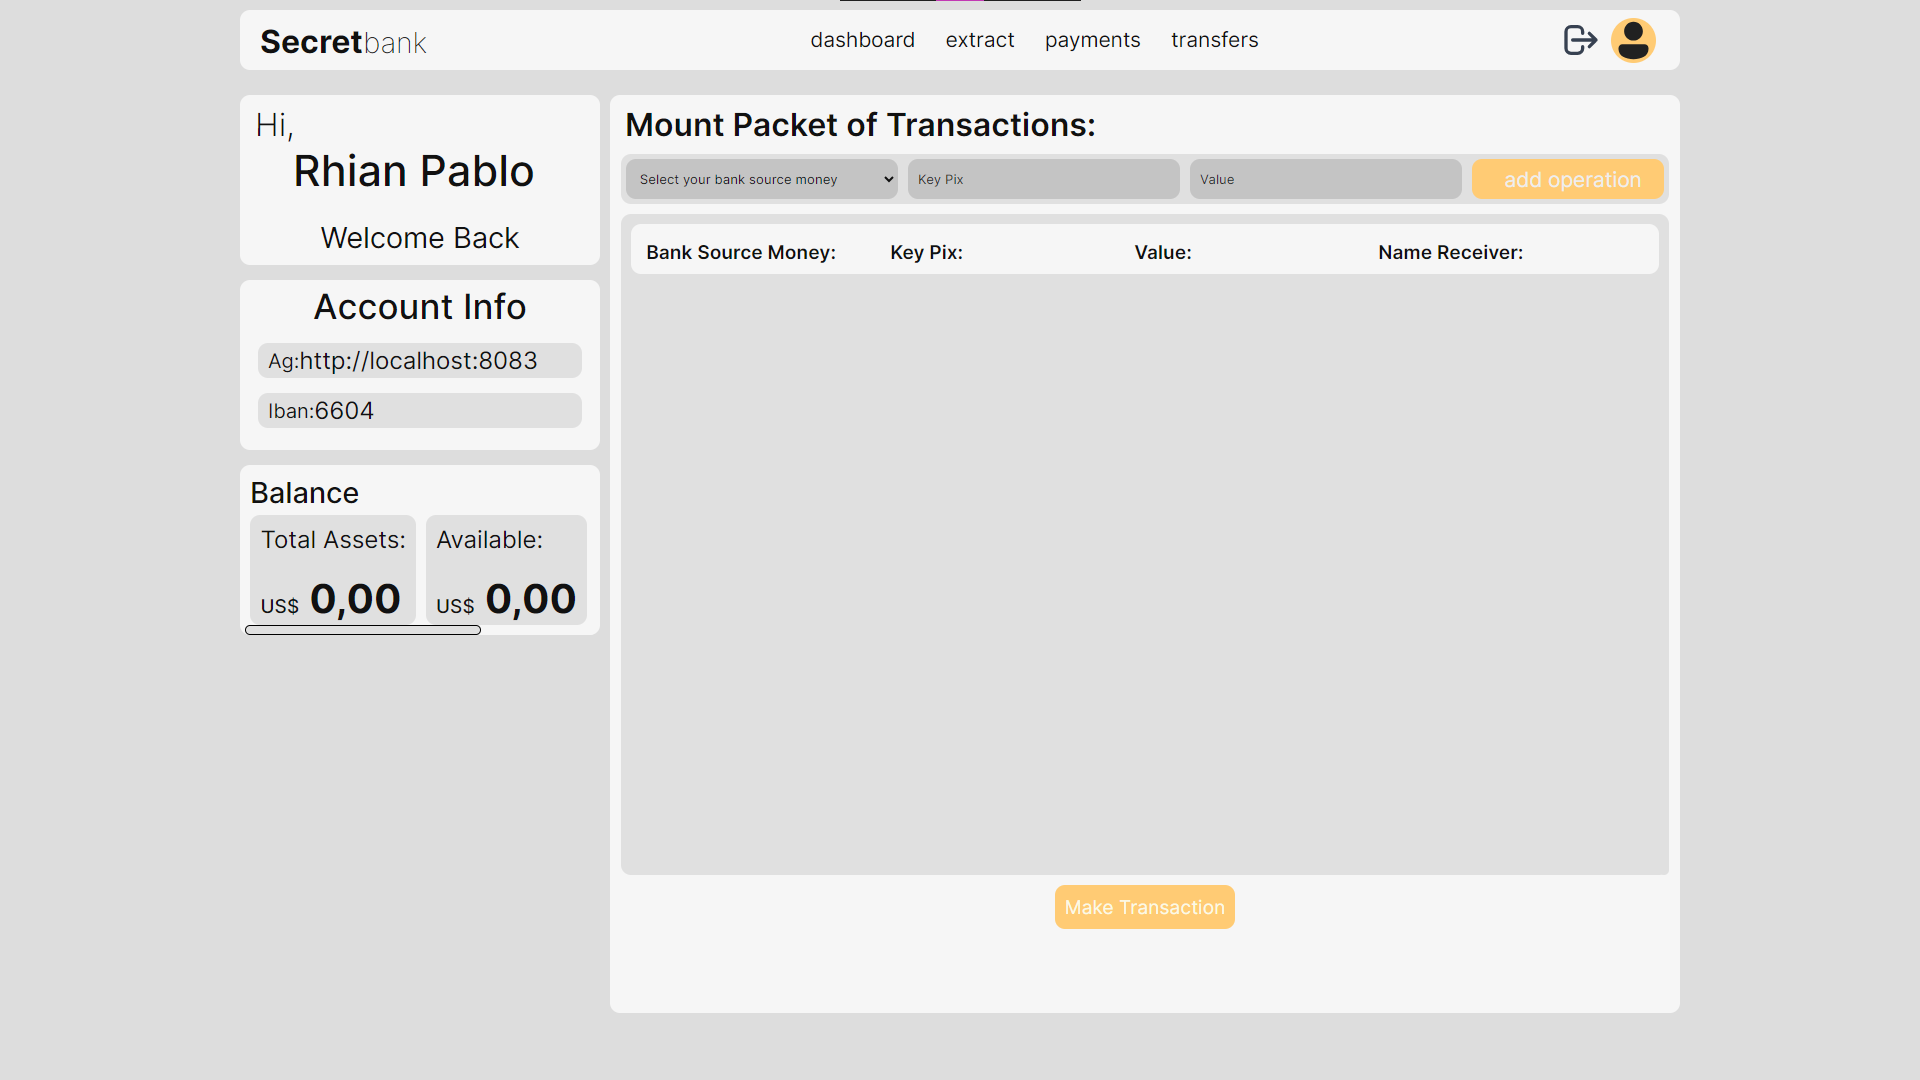 Secretbank
dashboard extract payments transfers
Hi,
Rhian Pablo
Welcome Back
Account Info
Ag:http://localhost:8083
Iban:6604
Balance
Total Assets:
US$ 0,00
Available:
US$ 0,00
Mount Packet of Transactions:
Select your bank source money Key Pix Value add operation
Bank Source Money: Key Pix: Value: Name Receiver:
Make Transaction